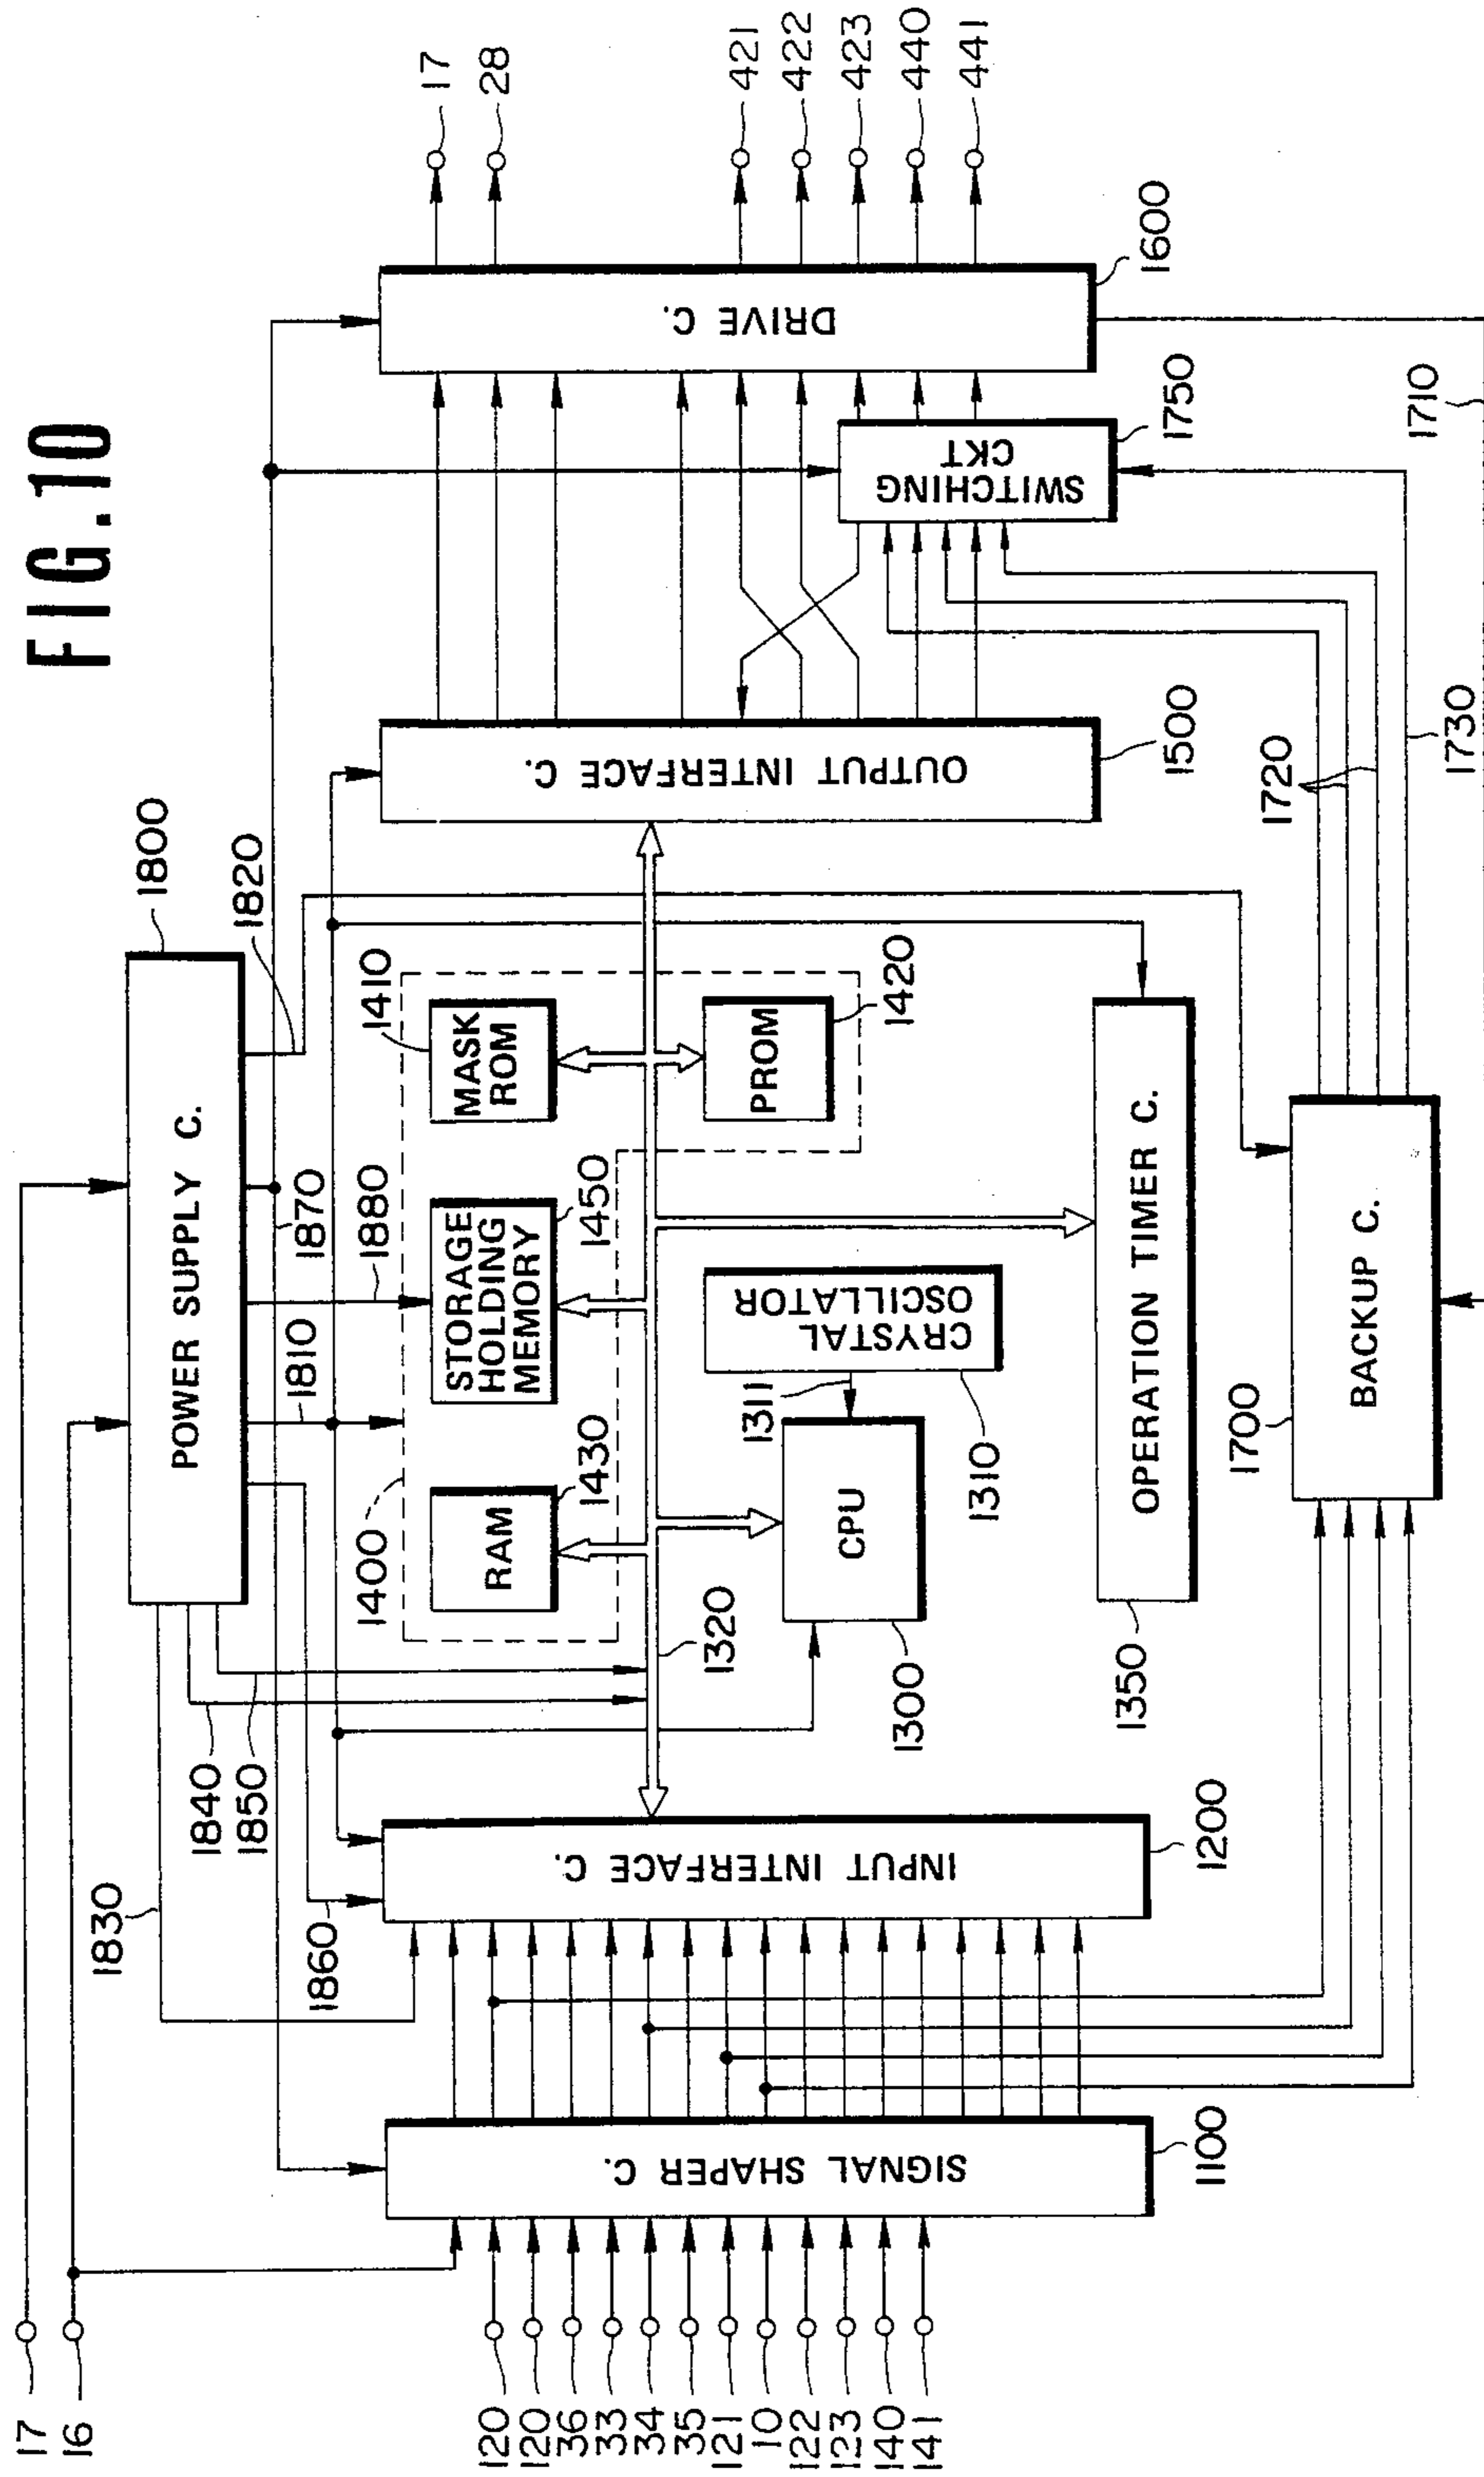 FIG.10
17
16
1800
POWER SUPPLY C.
1830
1840
1850
1860
1810
1880
1870
1820
1400
RAM
1430
STORAGE
HOLDING
MEMORY
1450
MASK
ROM
1410
PROM
1420
1320
CPU
1300
1311
CRYSTAL
OSCILLATOR
1310
OPERATION TIMER C.
1350
INPUT INTERFACE C.
1200
SIGNAL SHAPER C.
1100
120
120
36
33
34
35
121
10
122
123
140
141
OUTPUT INTERFACE C.
1500
SWITCHING
CKT
1750
DRIVE C.
1600
17
28
421
422
423
440
441
BACKUP C.
1700
1720
1730
1710